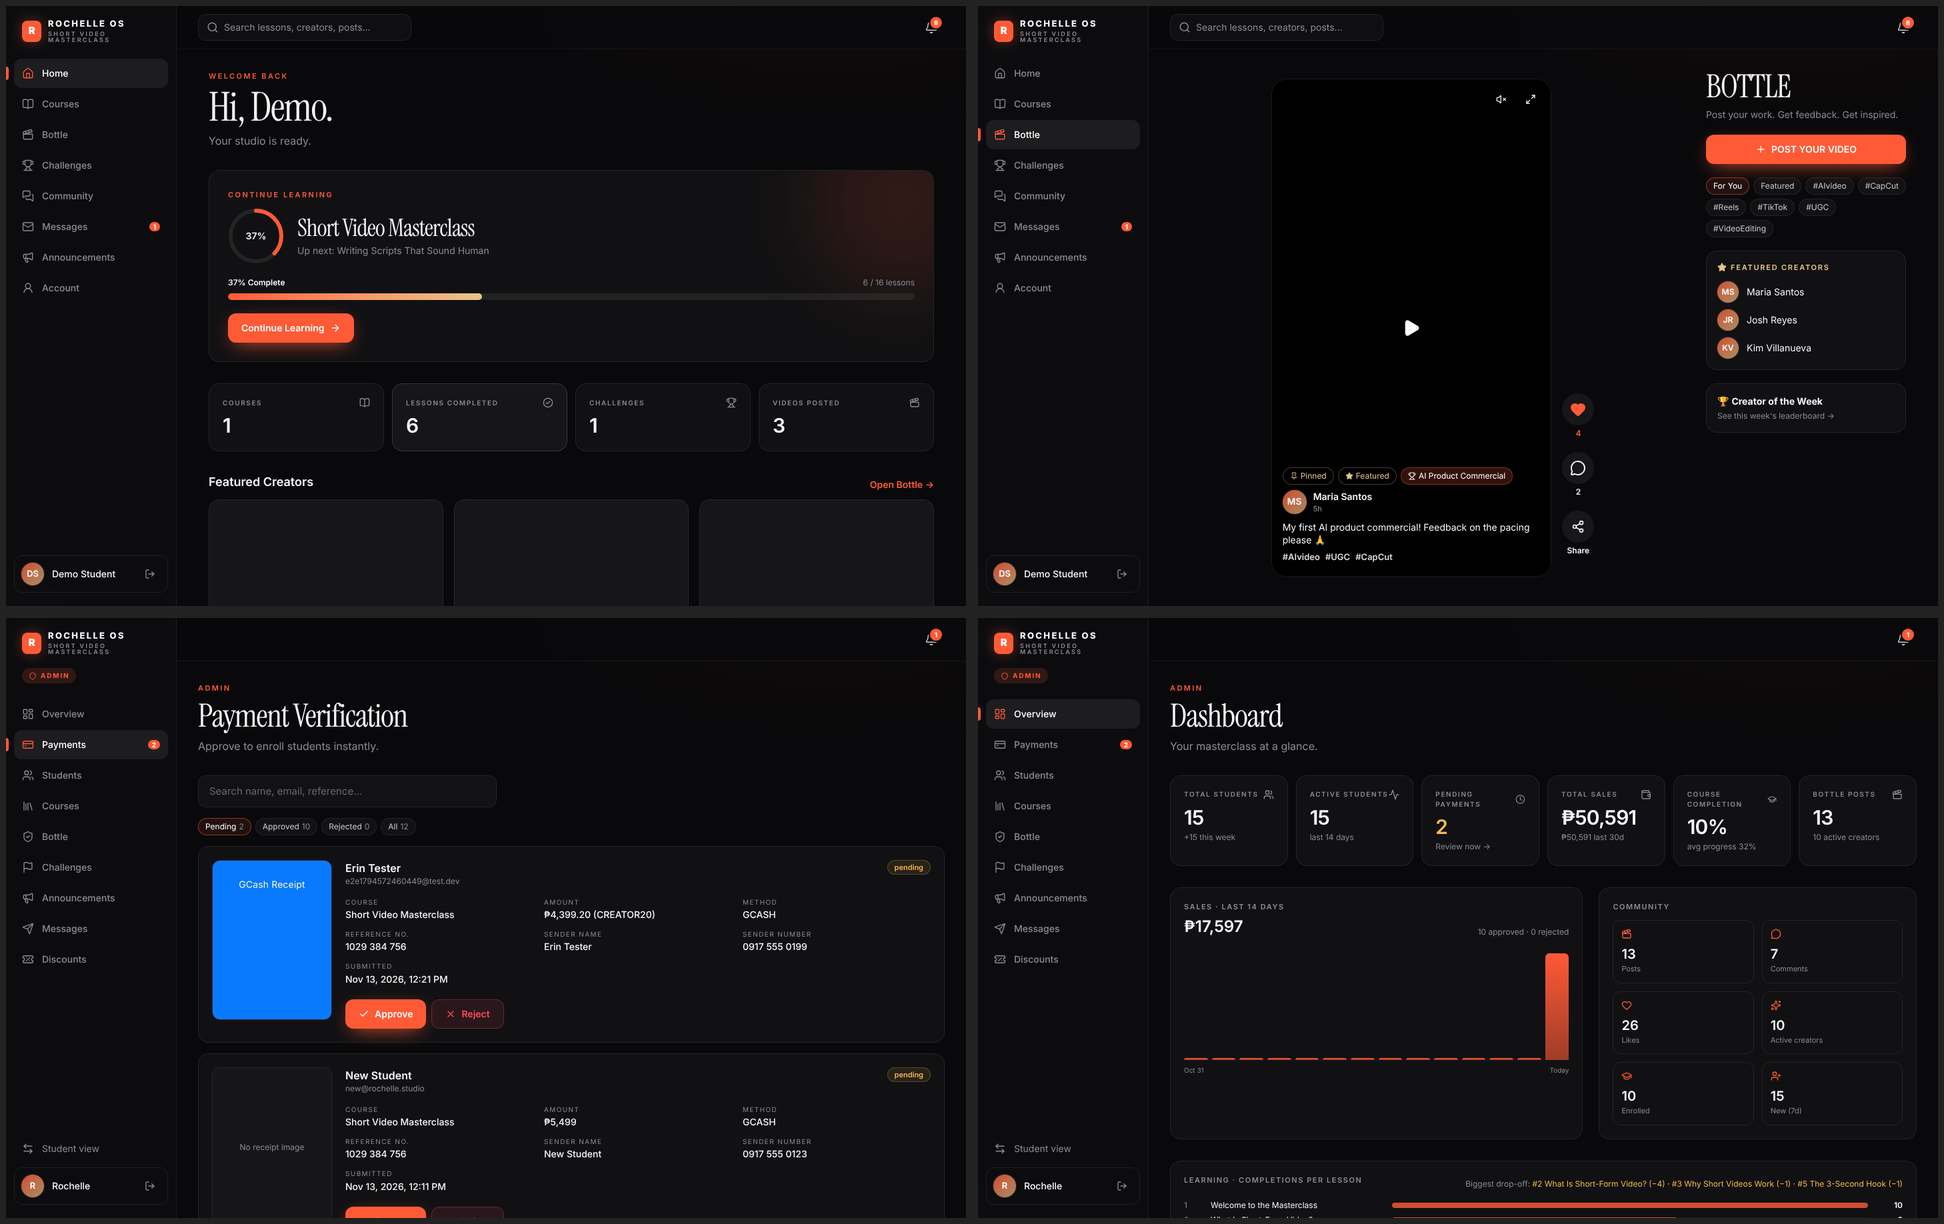 R
ROCHELLE OS
SHORT VIDEO
MASTERCLASS
Home
Courses
Bottle
Challenges
Community
Messages 1
Announcements
Account
DS Demo Student
Search lessons, creators, posts...
8
WELCOME BACK
Hi, Demo.
Your studio is ready.
CONTINUE LEARNING
37%
Short Video Masterclass
Up next: Writing Scripts That Sound Human
37% Complete
6 / 16 lessons
Continue Learning →
COURSES
1
LESSONS COMPLETED
6
CHALLENGES
1
VIDEOS POSTED
3
Featured Creators
Open Bottle →
R
ROCHELLE OS
SHORT VIDEO
MASTERCLASS
Home
Courses
Bottle
Challenges
Community
Messages 1
Announcements
Account
DS Demo Student
Search lessons, creators, posts...
8
Pinned
Featured
AI Product Commercial
MS
Maria Santos
5h
My first AI product commercial! Feedback on the pacing
please 🙏
#AIvideo #UGC #CapCut
4
2
Share
BOTTLE
Post your work. Get feedback. Get inspired.
+ POST YOUR VIDEO
For You Featured #AIvideo #CapCut
#Reels #TikTok #UGC
#VideoEditing
FEATURED CREATORS
MS Maria Santos
JR Josh Reyes
KV Kim Villanueva
🏆 Creator of the Week
See this week's leaderboard →
R
ROCHELLE OS
SHORT VIDEO
MASTERCLASS
ADMIN
Overview
Payments 2
Students
Courses
Bottle
Challenges
Announcements
Messages
Discounts
Student view
R Rochelle
1
ADMIN
Payment Verification
Approve to enroll students instantly.
Search name, email, reference...
Pending 2 Approved 10 Rejected 0 All 12
GCash Receipt
Erin Tester
e2e1794572460449@test.dev
pending
COURSE
Short Video Masterclass
AMOUNT
₱4,399.20 (CREATOR20)
METHOD
GCASH
REFERENCE NO.
1029 384 756
SENDER NAME
Erin Tester
SENDER NUMBER
0917 555 0199
SUBMITTED
Nov 13, 2026, 12:21 PM
Approve
Reject
No receipt image
New Student
new@rochelle.studio
pending
COURSE
Short Video Masterclass
AMOUNT
₱5,499
METHOD
GCASH
REFERENCE NO.
1029 384 756
SENDER NAME
New Student
SENDER NUMBER
0917 555 0123
SUBMITTED
Nov 13, 2026, 12:11 PM
R
ROCHELLE OS
SHORT VIDEO
MASTERCLASS
ADMIN
Overview
Payments 2
Students
Courses
Bottle
Challenges
Announcements
Messages
Discounts
Student view
R Rochelle
1
ADMIN
Dashboard
Your masterclass at a glance.
TOTAL STUDENTS
15
+15 this week
ACTIVE STUDENTS
15
last 14 days
PENDING
PAYMENTS
2
Review now →
TOTAL SALES
₱50,591
₱50,591 last 30d
COURSE
COMPLETION
10%
avg progress 32%
BOTTLE POSTS
13
10 active creators
SALES · LAST 14 DAYS
₱17,597
10 approved · 0 rejected
Oct 31
Today
COMMUNITY
13
Posts
7
Comments
26
Likes
10
Active creators
10
Enrolled
15
New (7d)
LEARNING · COMPLETIONS PER LESSON
Biggest drop-off: #2 What Is Short-Form Video? (−4) · #3 Why Short Videos Work (−1) · #5 The 3-Second Hook (−1)
1 Welcome to the Masterclass 10